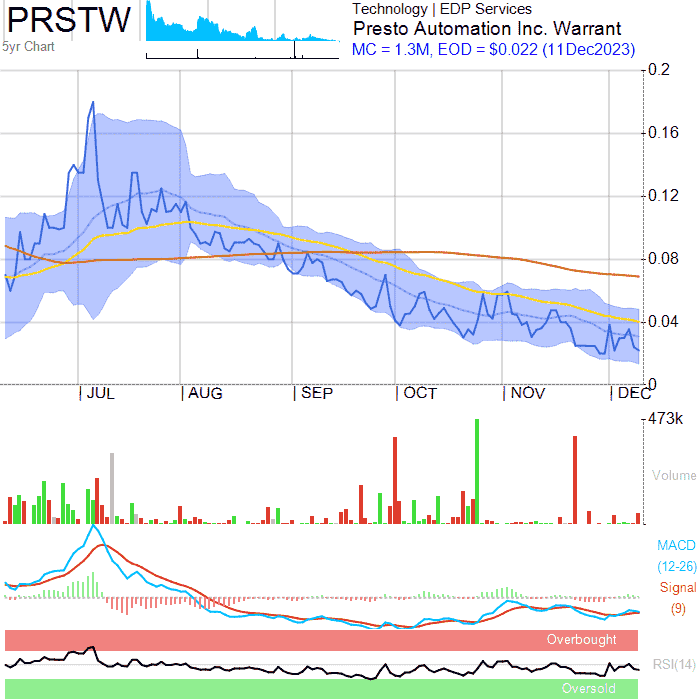 PRSTW
5yr Chart
Technology | EDP Services
Presto Automation Inc. Warrant
MC = 1.3M, EOD = $0.022 (11Dec2023)
0.2
0.16
0.12
0.08
0.04
0
JUL AUG SEP OCT NOV DEC
473k
Volume
MACD
(12-26)
Signal
(9)
Overbought
RSI(14)
Oversold